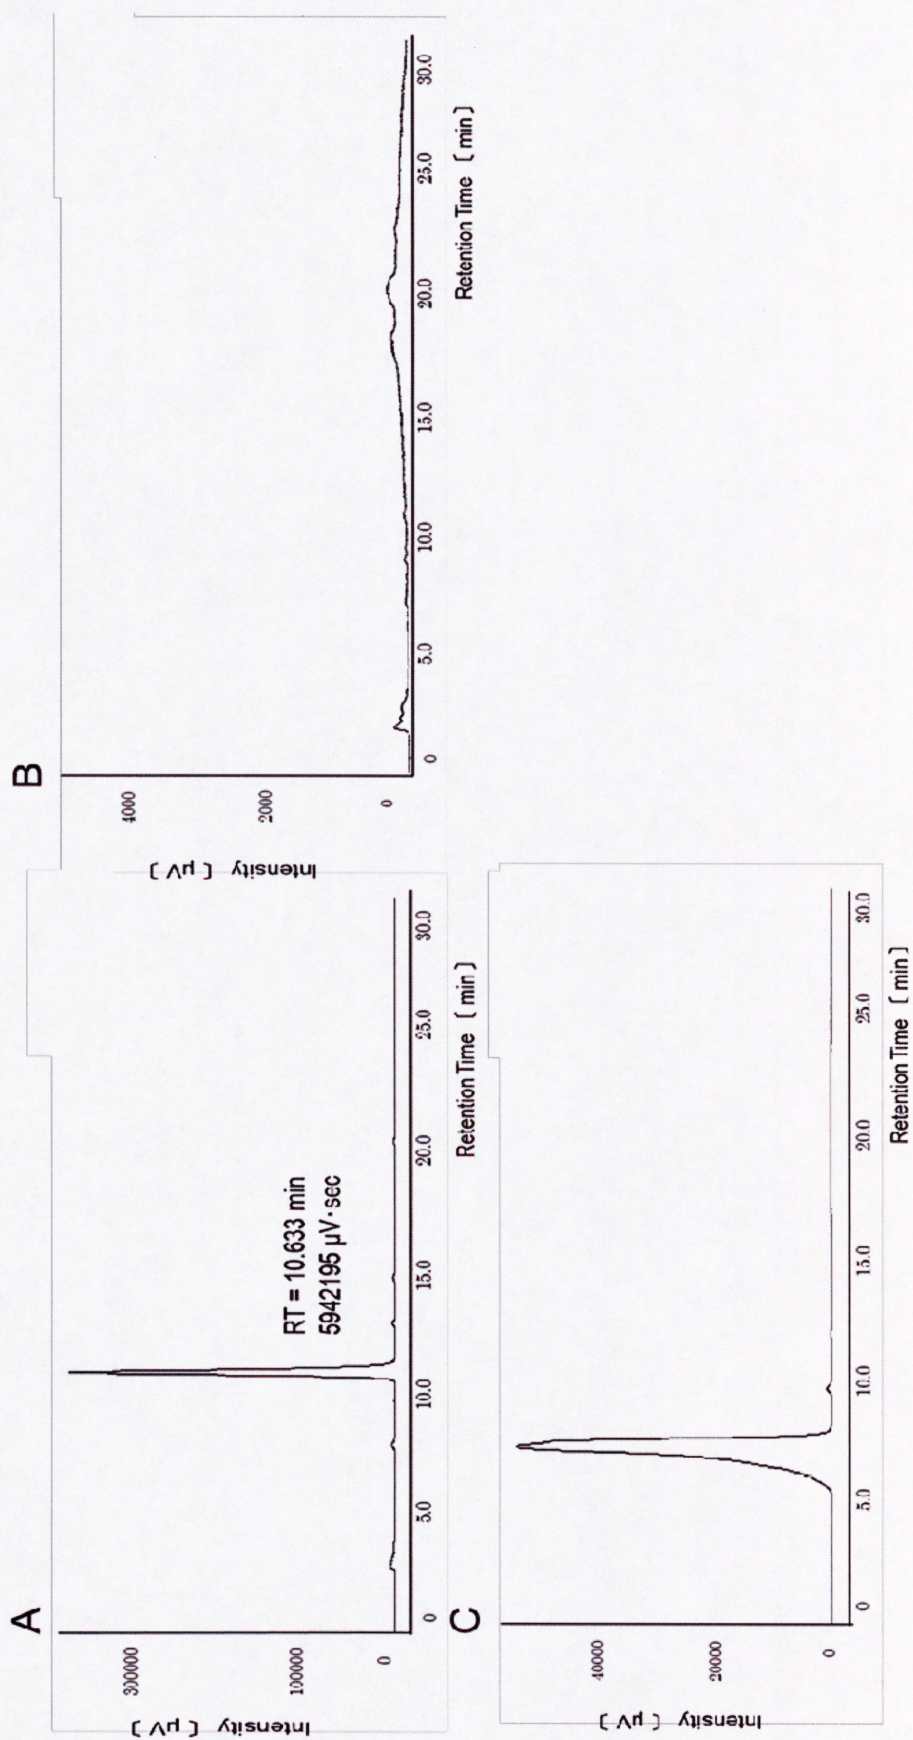 A
Intensity [ µV ]
300000
100000
0
RT = 10.633 min
5942195 µV·sec
0 5.0 10.0 15.0 20.0 25.0 30.0
Retention Time [ min ]
B
Intensity [ µV ]
4000
2000
0
0 5.0 10.0 15.0 20.0 25.0 30.0
Retention Time [ min ]
C
Intensity [ µV ]
40000
20000
0
0 5.0 10.0 15.0 20.0 25.0 30.0
Retention Time [ min ]